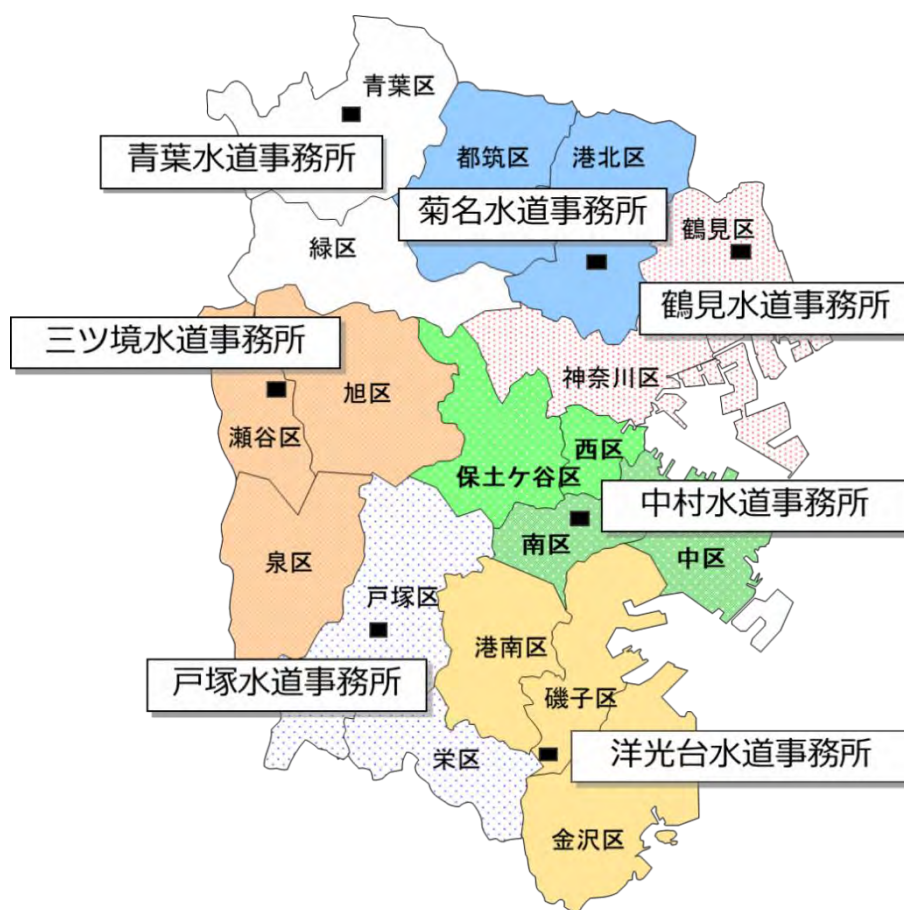 青葉区
青葉水道事務所
都筑区
港北区
菊名水道事務所
鶴見区
緑区
鶴見水道事務所
三ツ境水道事務所
神奈川区
旭区
瀬谷区
西区
保土ケ谷区
中村水道事務所
南区
中区
泉区
戸塚区
港南区
戸塚水道事務所
磯子区
栄区
洋光台水道事務所
金沢区